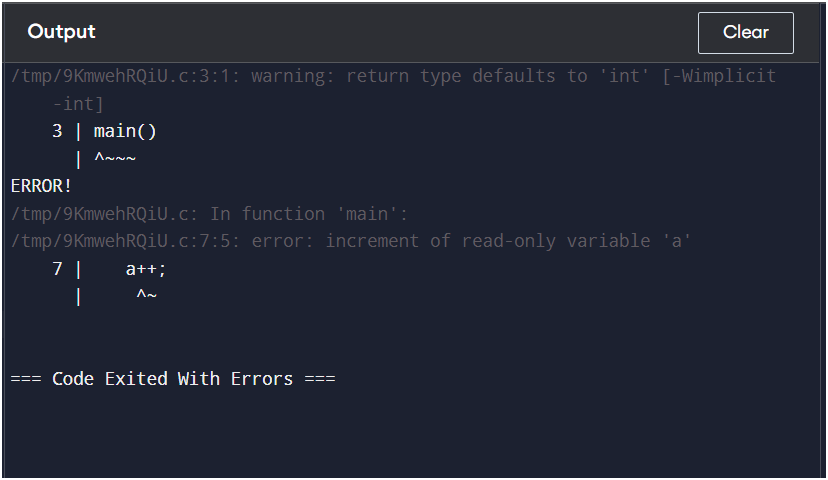 Output
Clear
/tmp/9KmwehRQiU.c:3:1: warning: return type defaults to 'int' [-Wimplicit
    -int]
    3 | main()
      | ^~~~
ERROR!
/tmp/9KmwehRQiU.c: In function 'main':
/tmp/9KmwehRQiU.c:7:5: error: increment of read-only variable 'a'
    7 |    a++;
      |     ^~
=== Code Exited With Errors ===